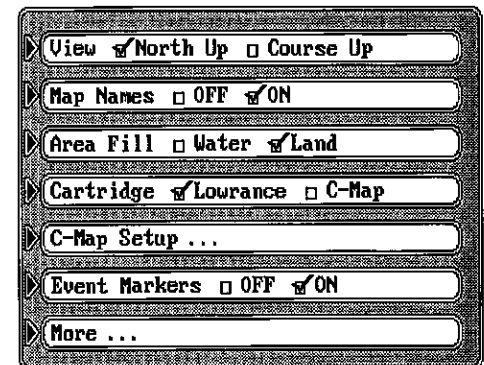 View ☑North Up □ Course Up
Map Names □ OFF ☑ON
Area Fill □ Water ☑Land
Cartridge ☑Lowrance □ C-Map
C-Map Setup ...
Event Markers □ OFF ☑ON
More ...